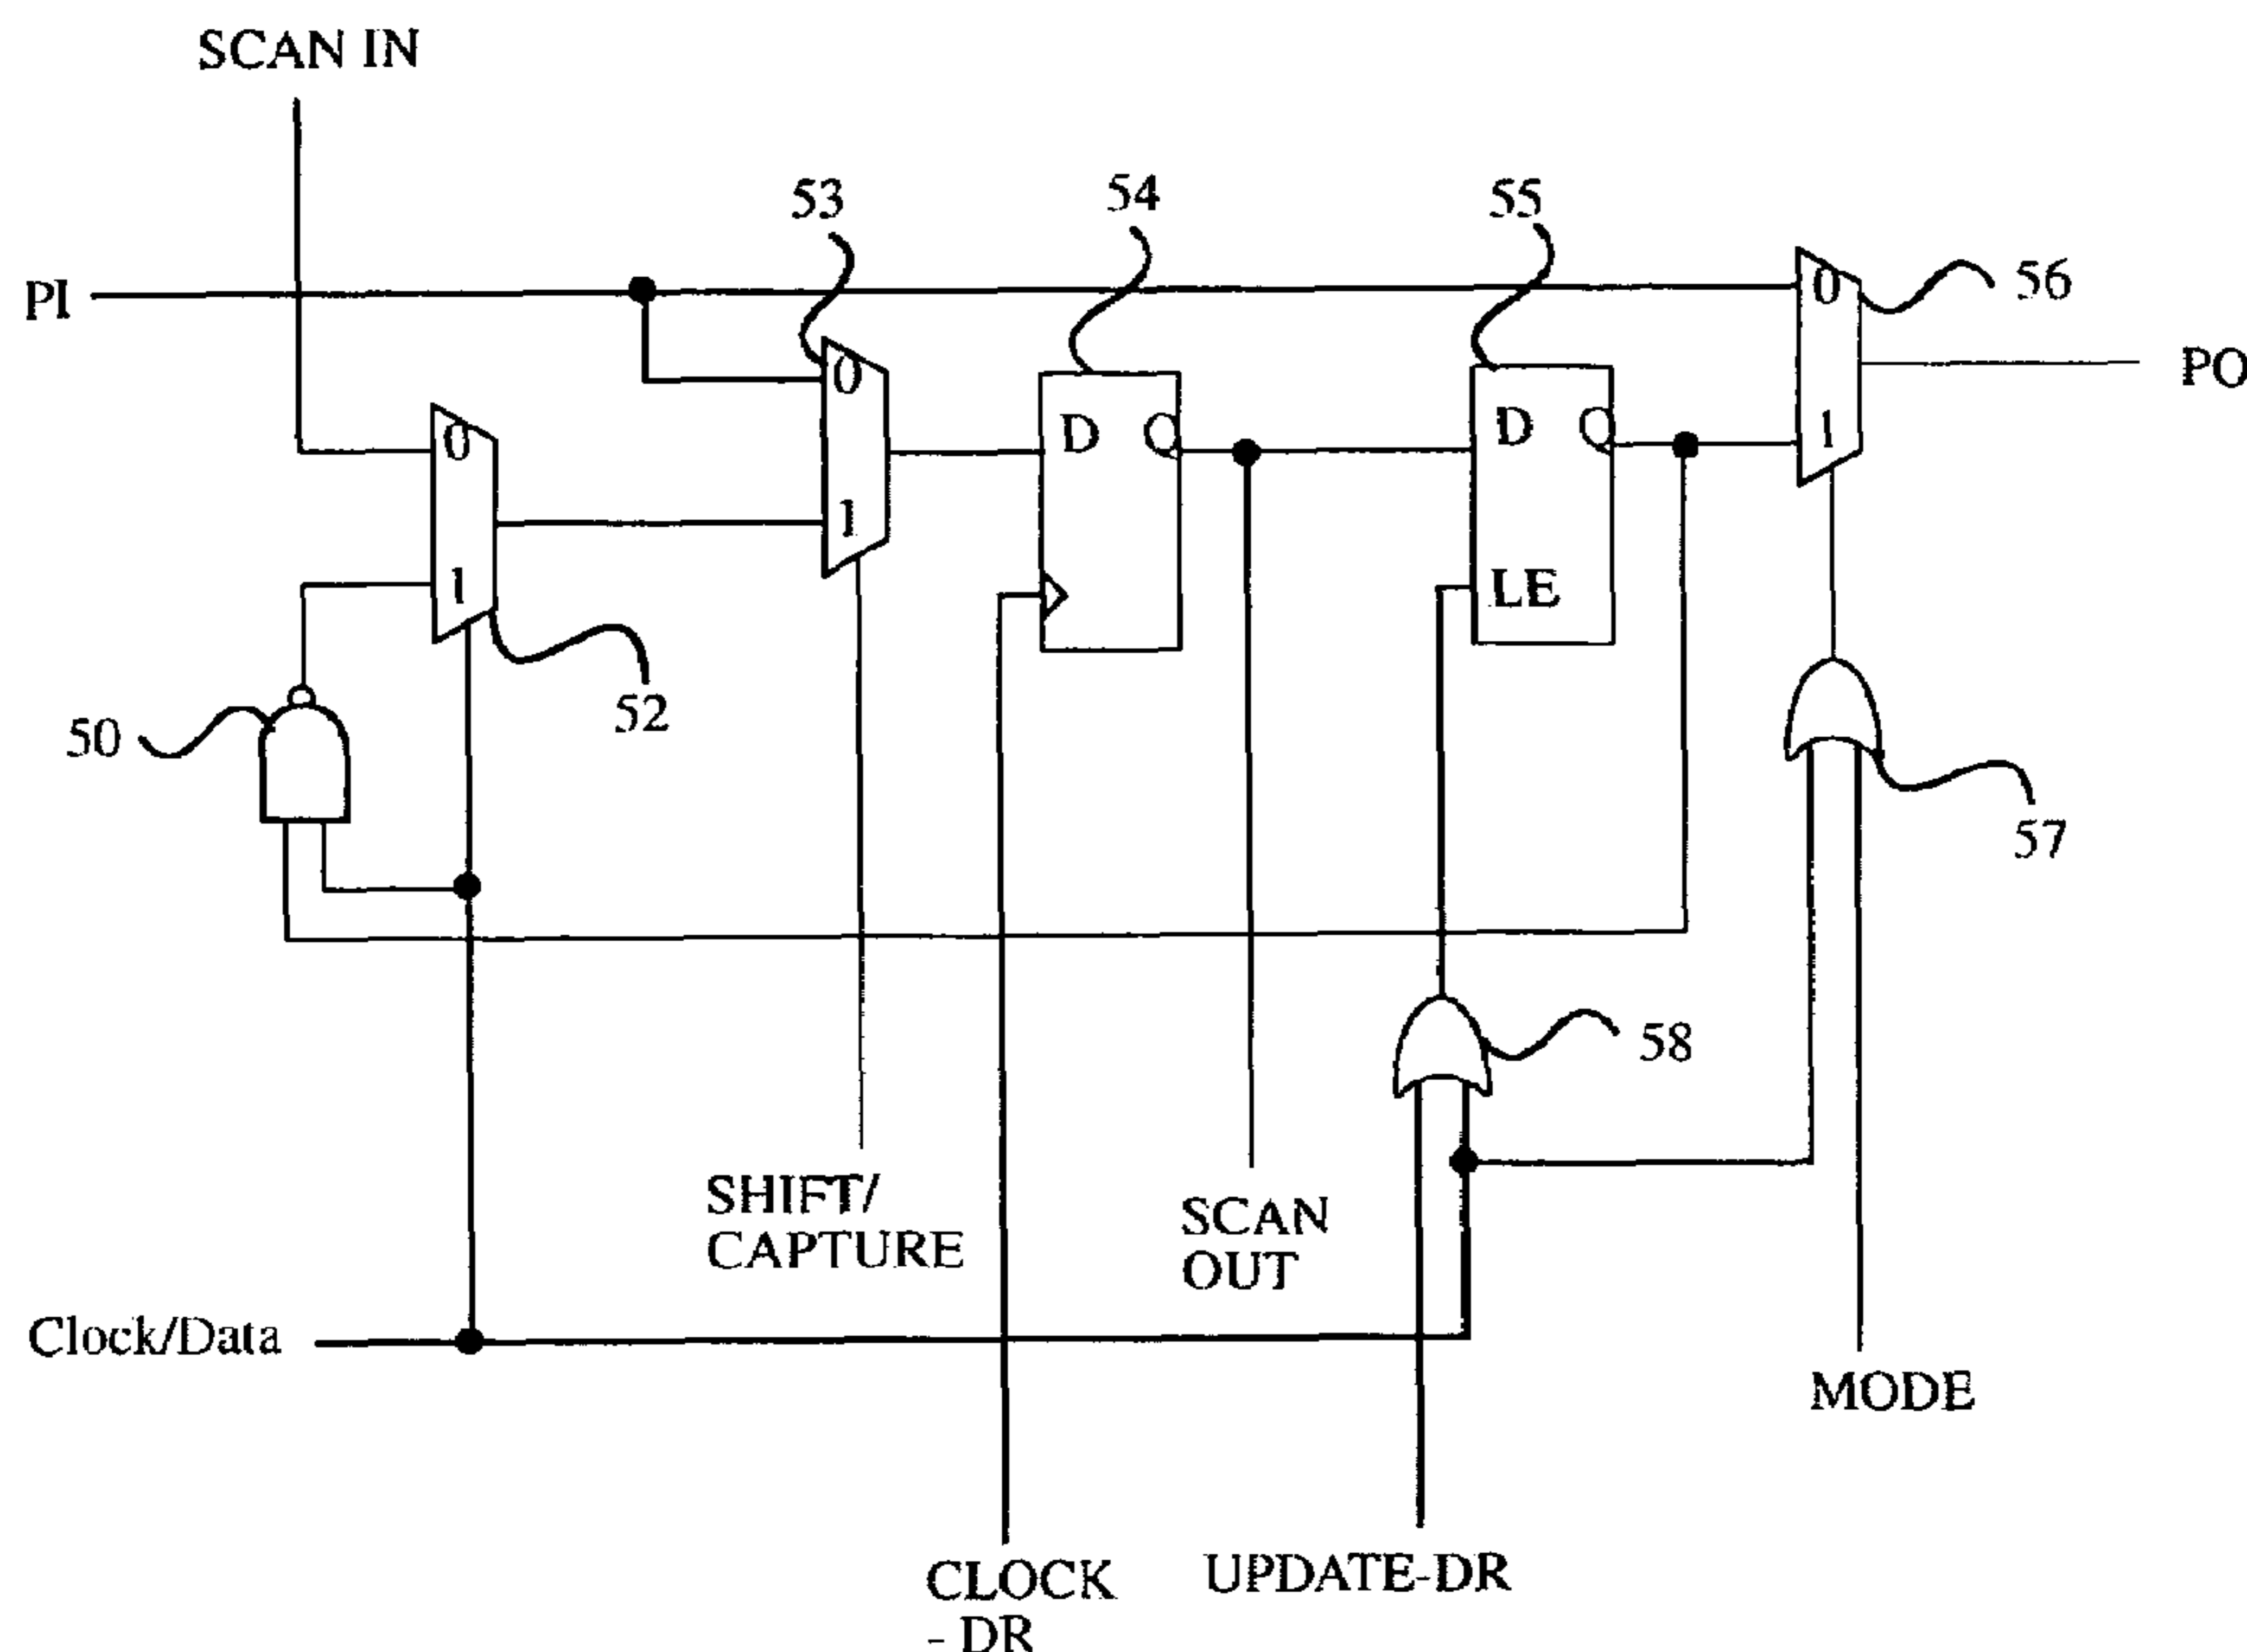 SCAN IN
53
54
55
PI
0
56
0
PO
D Q
D Q
0
1
1
1
LE
50
52
57
58
SHIFT/
CAPTURE
SCAN
OUT
Clock/Data
MODE
CLOCK
- DR
UPDATE-DR